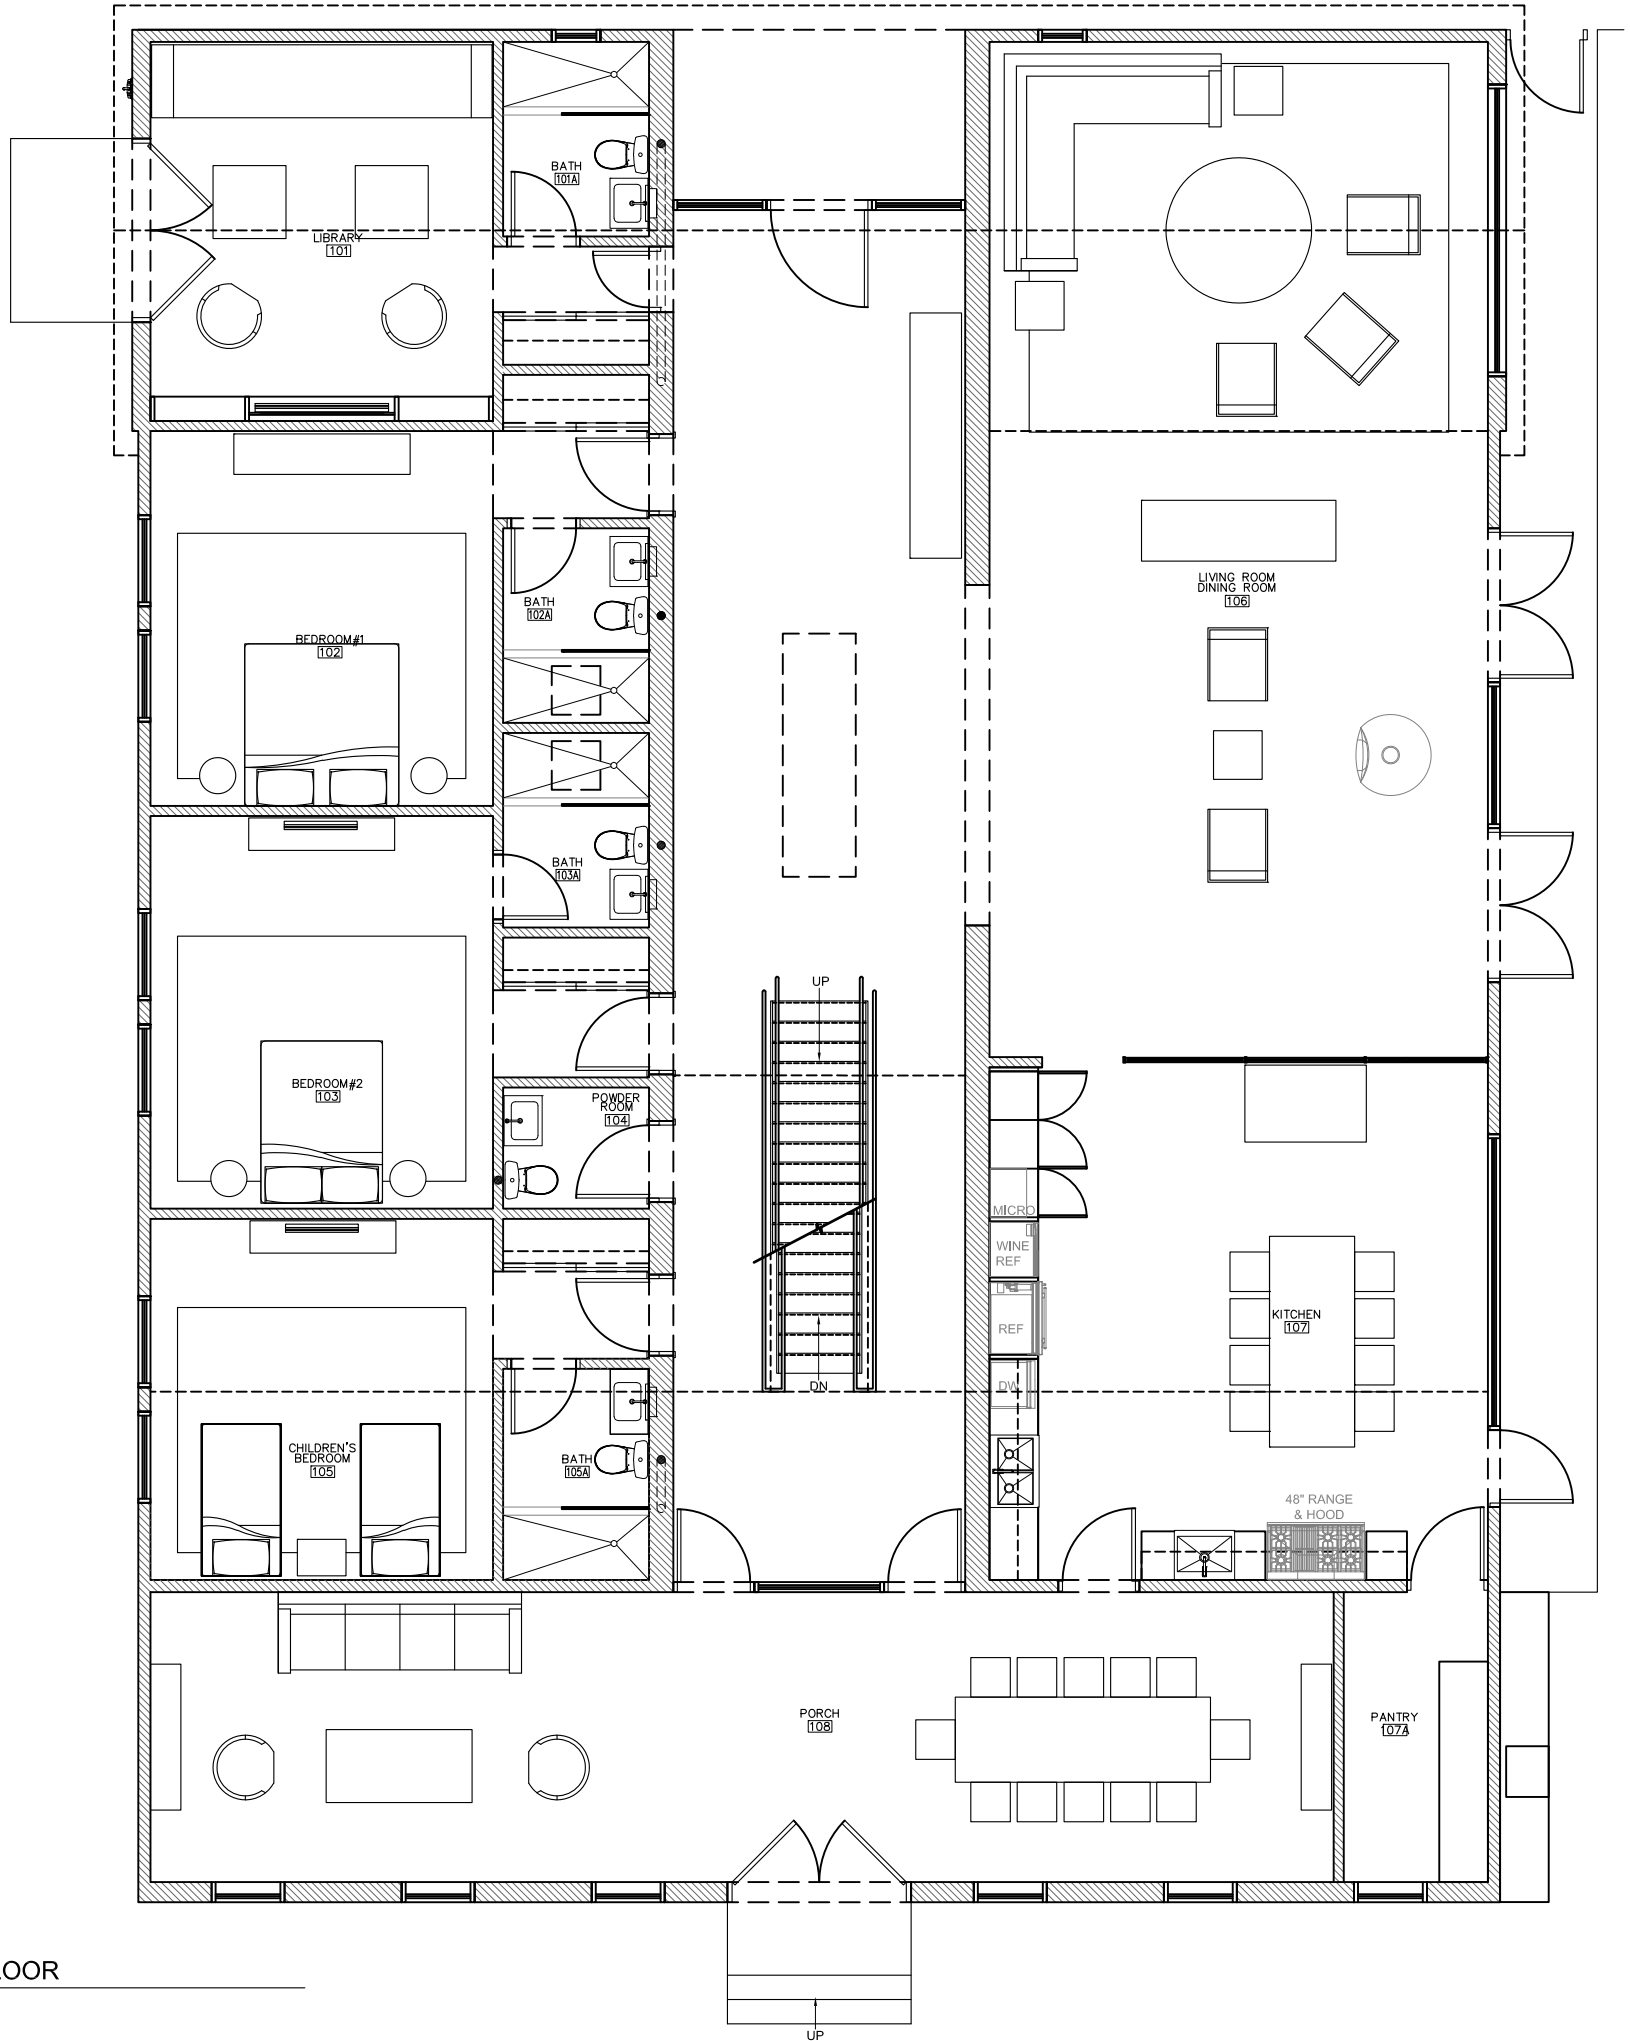 BATH
101A
LIBRARY
101
LIVING ROOM
DINING ROOM
106
BATH
102A
BEDROOM#1
102
BATH
103A
UP
BEDROOM#2
103
POWDER
ROOM
104
MICRO
WINE
REF
KITCHEN
107
REF
DW
DN
CHILDREN'S
BEDROOM
105
BATH
105A
48" RANGE
& HOOD
PORCH
108
PANTRY
107A
LOOR
UP